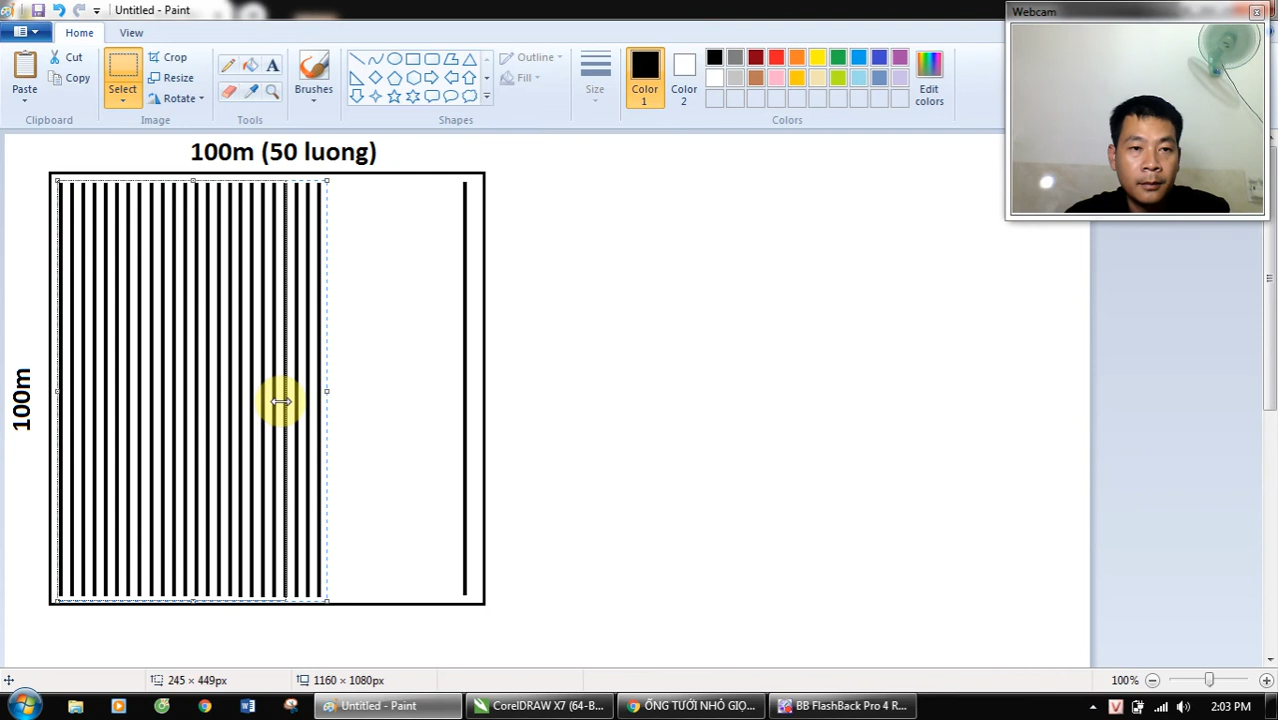 Untitled - Paint
Webcam
Home
View
Cut
Copy
Paste
Clipboard
Select
Crop
Resize
Rotate
Image
Tools
Brushes
Shapes
Outline
Fill
Size
Color
1
Color
2
Edit
colors
Colors
100m (50 luong)
100m
245 × 449px
1160 × 1080px
100%
Untitled - Paint
CorelDRAW X7 (64-B...
ỐNG TƯỚI NHỎ GIỌ...
BB FlashBack Pro 4 R...
2:03 PM